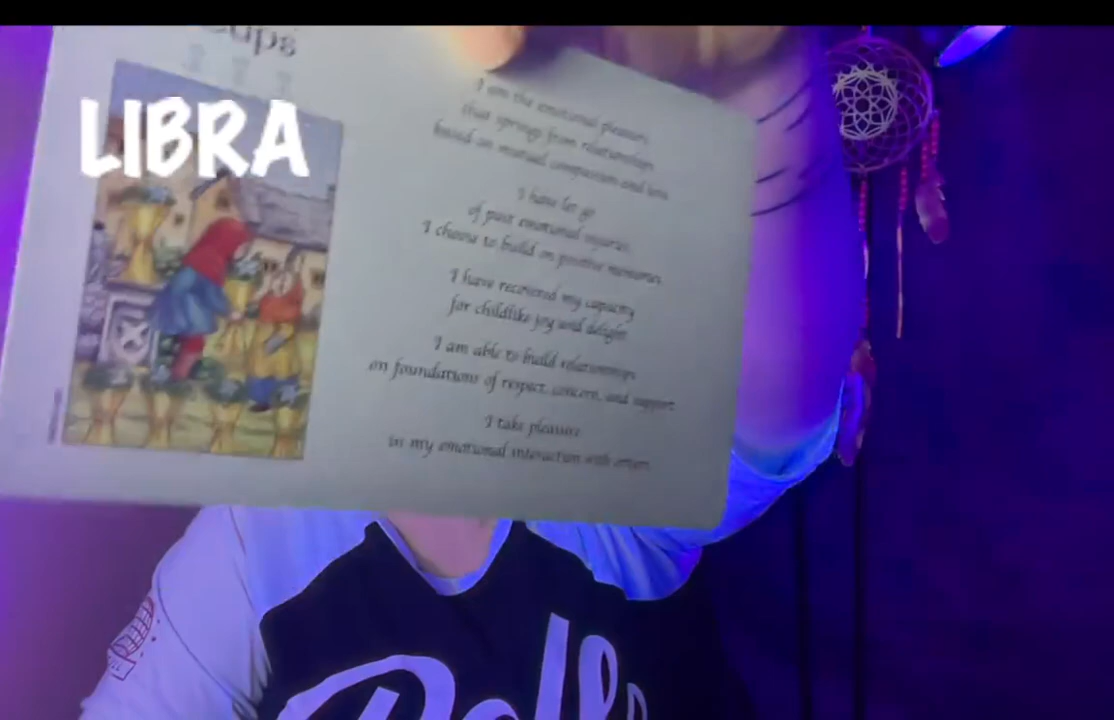 Cups
LIBRA
I am the emotional pleasure
that springs from relationships
based on mutual compassion and love
I have let go
of past emotional injuries.
I choose to build on positive memories.
I have recovered my capacity
for childlike joy and delight
I am able to build relationships
on foundations of respect, concern, and support
I take pleasure
in my emotional interaction with others